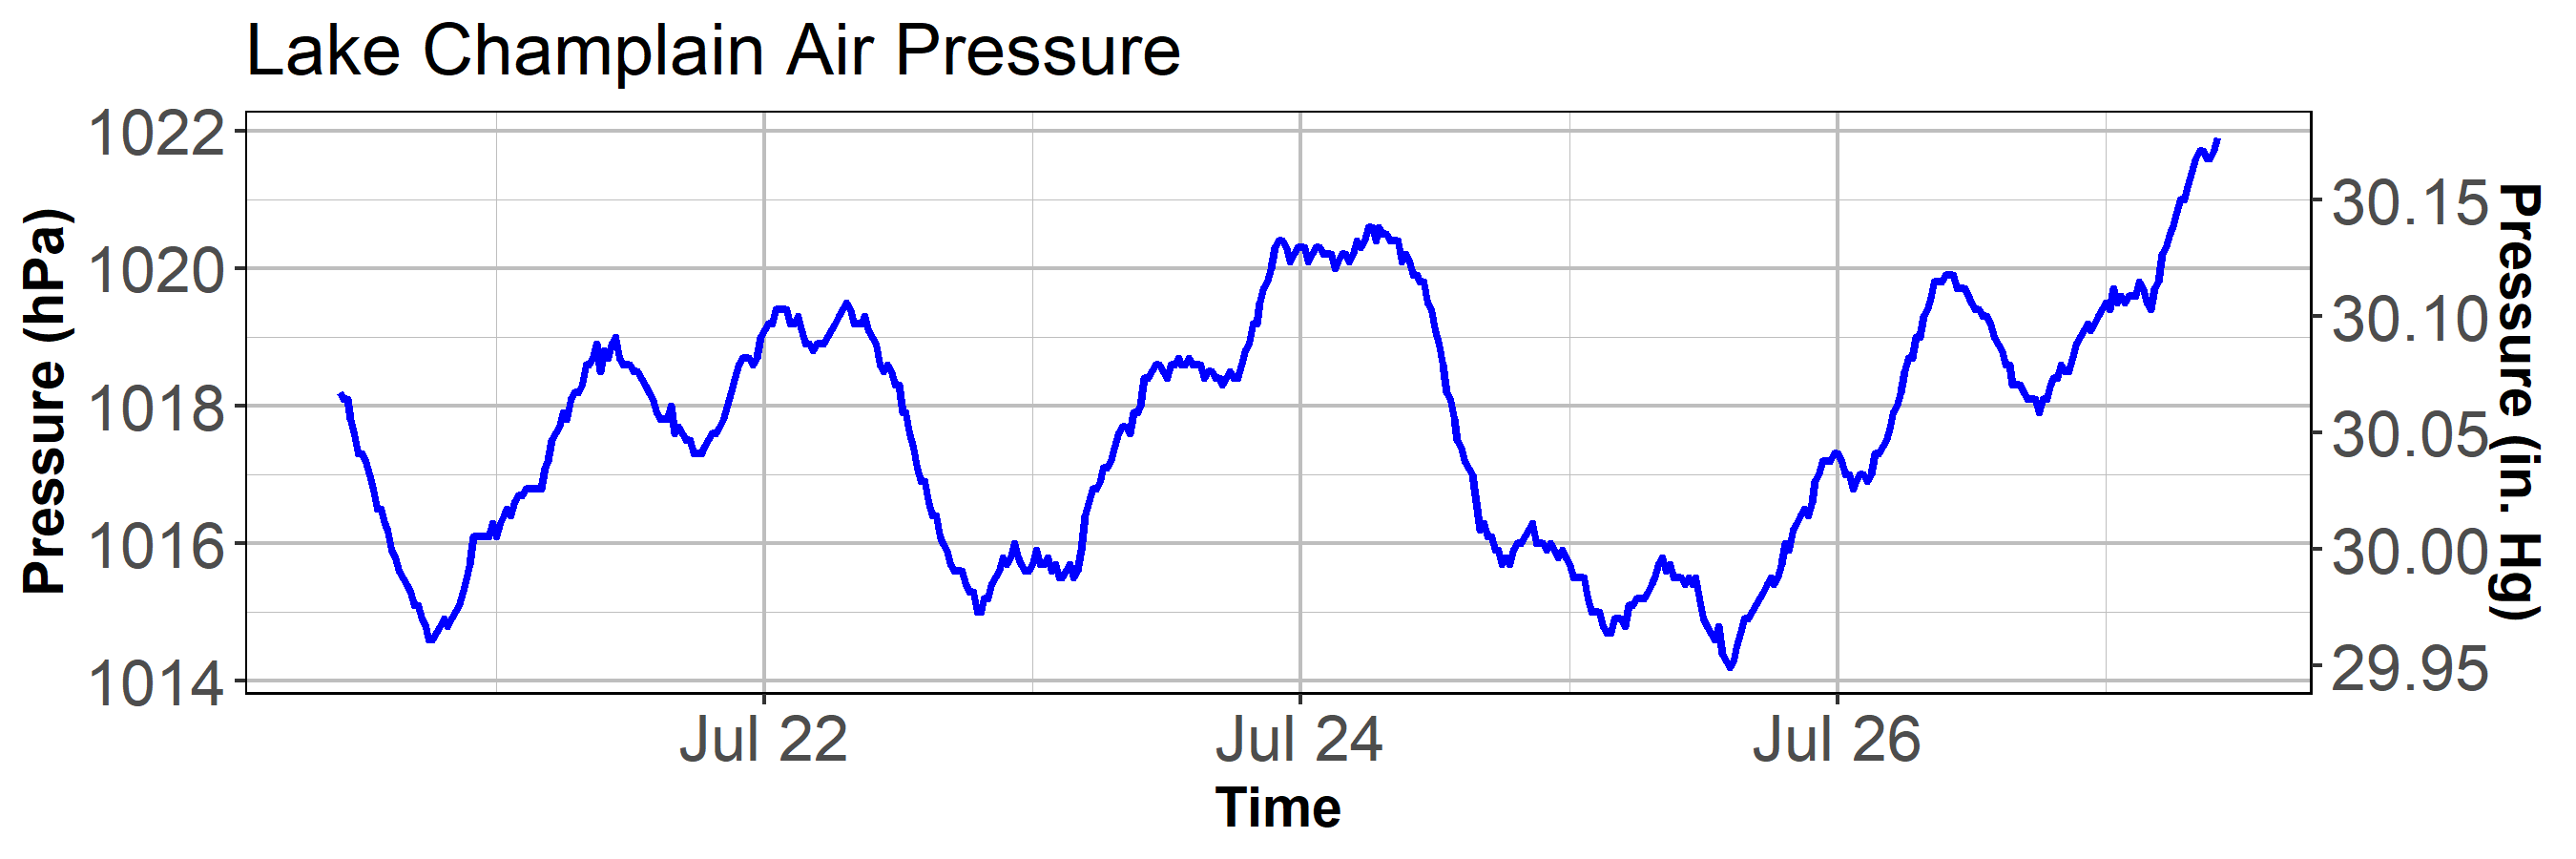 Lake Champlain Air Pressure
Pressure (hPa)
1022
1020
1018
1016
1014
30.15
30.10
30.05
30.00
29.95
Pressure (in. Hg)
Jul 22
Jul 24
Jul 26
Time